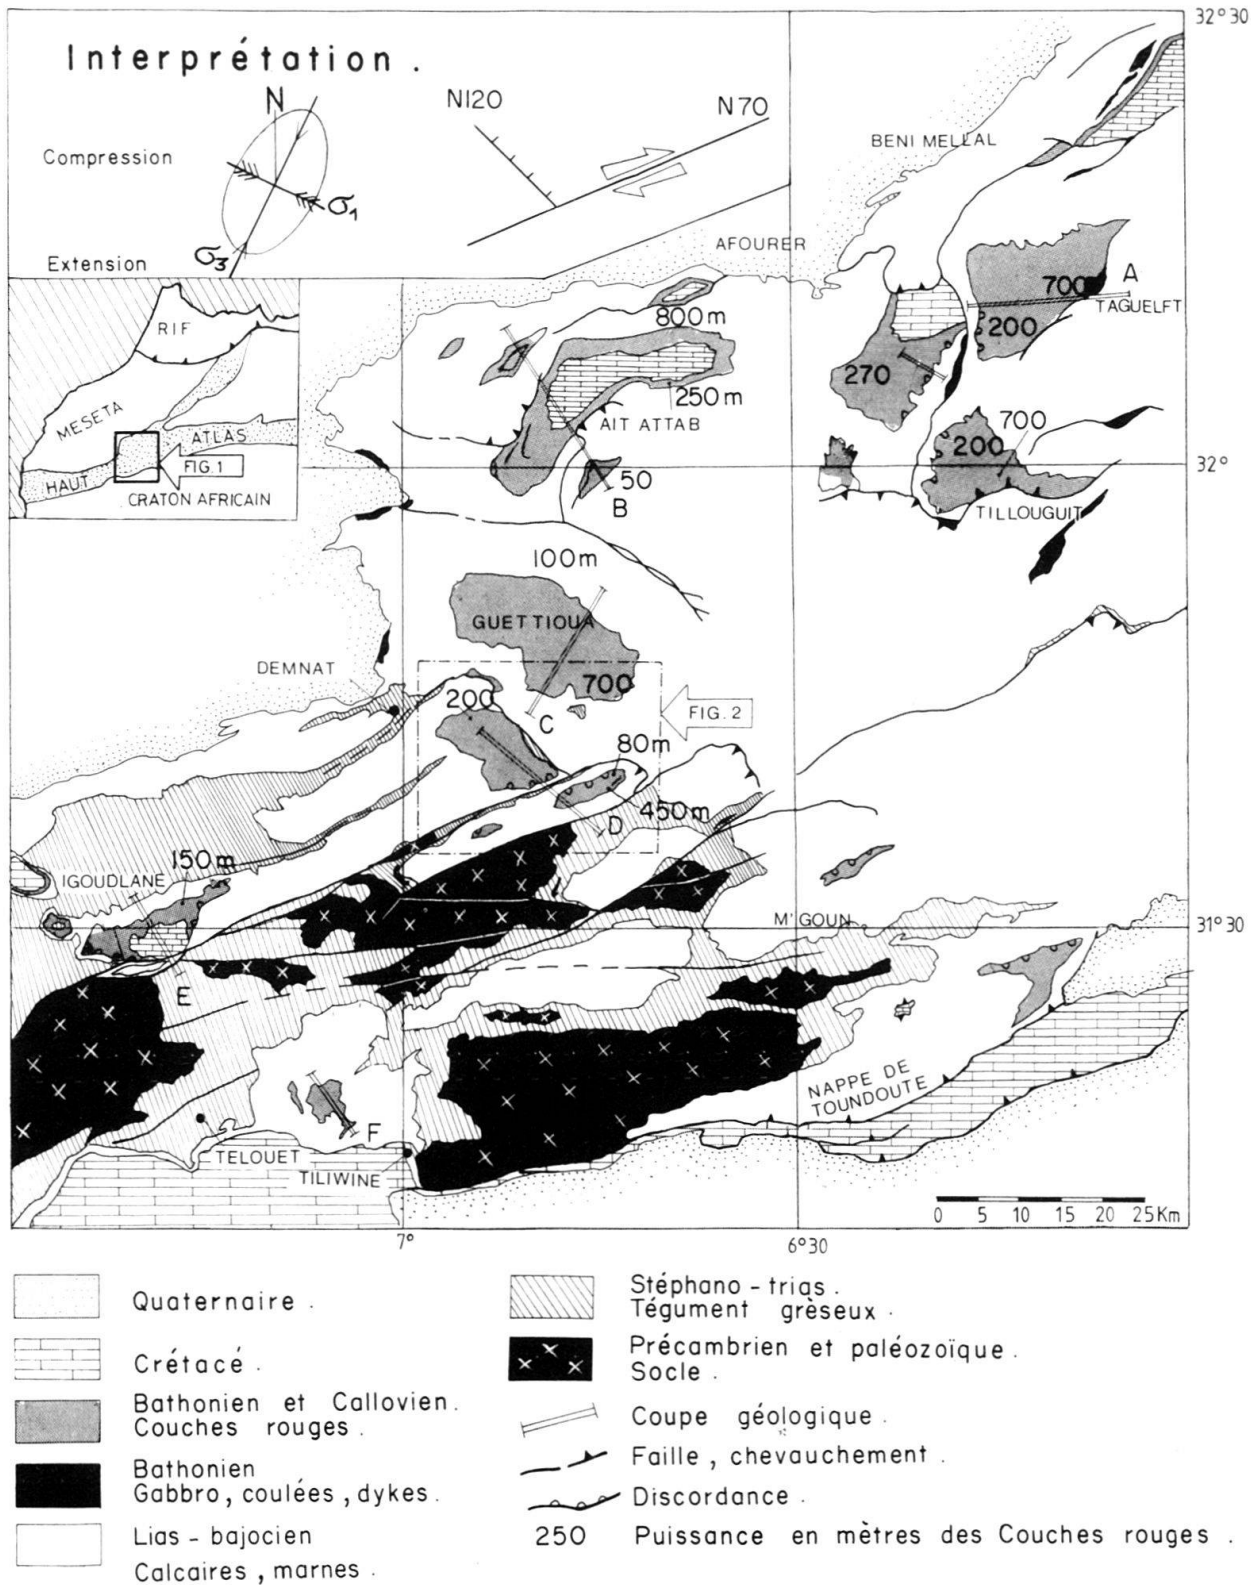 32°30
Interprétation .
N
N120
N70
BENI MELLAL
Compression
σ1
σ3
AFOURER
Extension
RIF
MESETA
ATLAS
HAUT
FIG. 1
CRATON AFRICAIN
800m
250m
AIT ATTAB
50
B
700
A
TAGUELFT
200
270
700
200
32°
TILLOUGUIT
100m
GUETTIOUA
DEMNAT
700
200
C
FIG. 2
80m
450m
D
150m
IGOUDLANE
M'GOUN
31°30
E
NAPPE DE
TOUNDOUTE
F
TELOUET
TILIWINE
0 5 10 15 20 25Km
7°
6°30
Quaternaire .
Crétacé .
Bathonien et Callovien.
Couches rouges .
Bathonien
Gabbro, coulées, dykes.
Lias - bajocien
Calcaires, marnes .
Stéphano - trias.
Tégument grèseux .
Précambrien et paléozoïque .
Socle .
Coupe géologique .
Faille , chevauchement .
Discordance .
250 Puissance en mètres des Couches rouges .